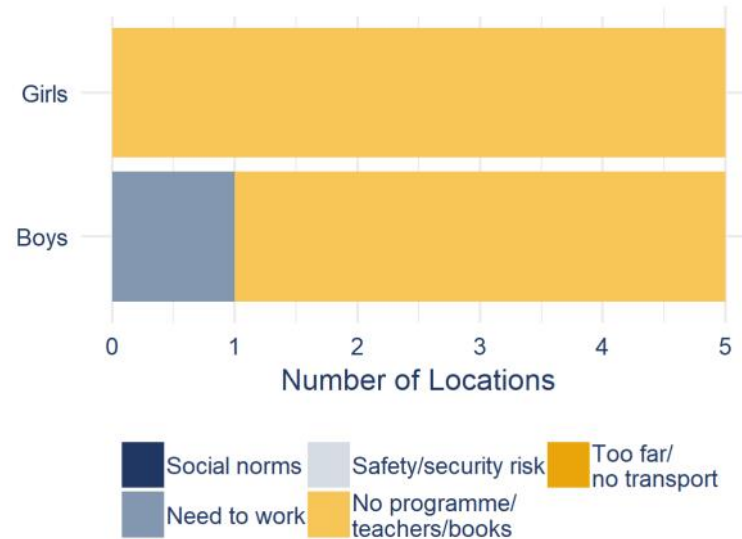 Girls
Boys
0 1 2 3 4 5
Number of Locations
Social norms
Safety/security risk
Too far/
no transport
Need to work
No programme/
teachers/books